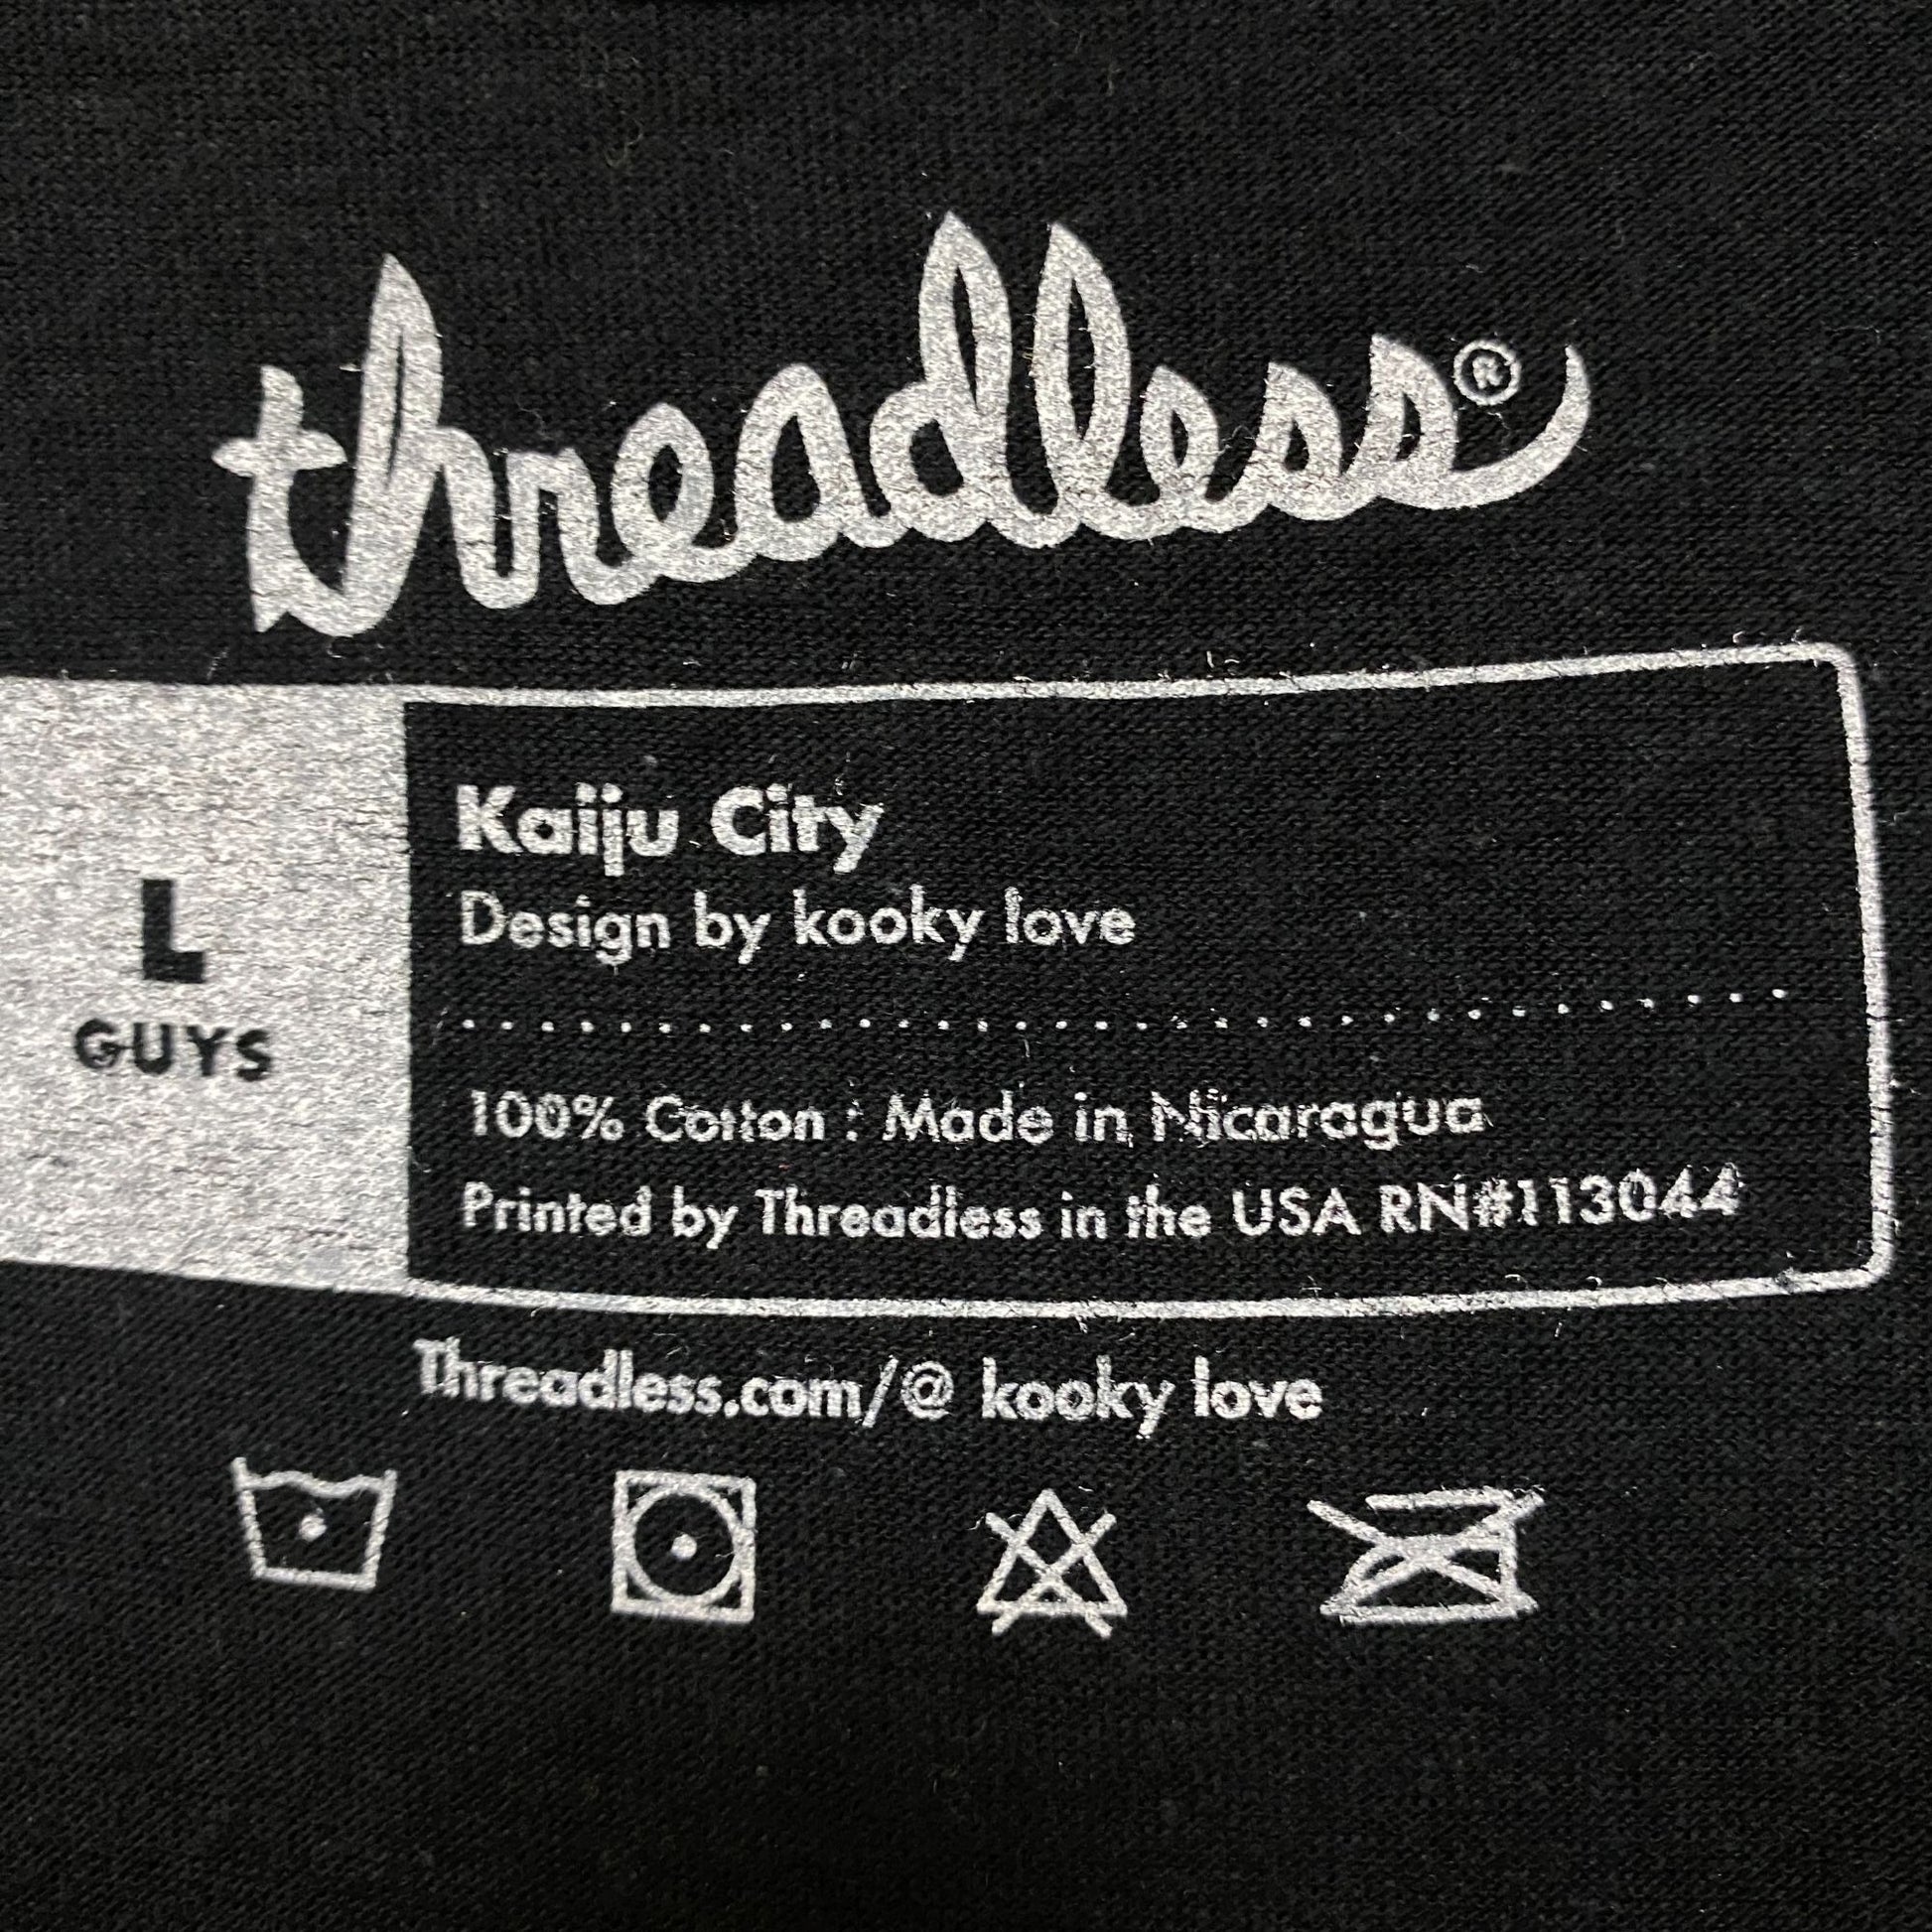 threadless®
L
GUYS
Kaiju City
Design by kooky love
100% Cotton : Made in Nicaragua
Printed by Threadless in the USA RN#113044
Threadless.com/@ kooky love